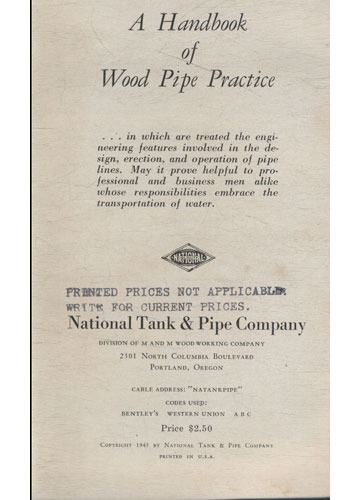 A Handbook
of
Wood Pipe Practice
. . . in which are treated the engi-
neering features involved in the de-
sign, erection, and operation of pipe
lines. May it prove helpful to pro-
fessional and business men alike
whose responsibilities embrace the
transportation of water.
NATIONAL
PRINTED PRICES NOT APPLICABLE.
WRITE FOR CURRENT PRICES.
National Tank & Pipe Company
DIVISION OF M AND M WOODWORKING COMPANY
2301 NORTH COLUMBIA BOULEVARD
PORTLAND, OREGON
CABLE ADDRESS: "NATANKPIPE"
CODES USED:
BENTLEY'S WESTERN UNION A B C
Price $2.50
COPYRIGHT 1945 BY NATIONAL TANK & PIPE COMPANY
PRINTED IN U.S.A.